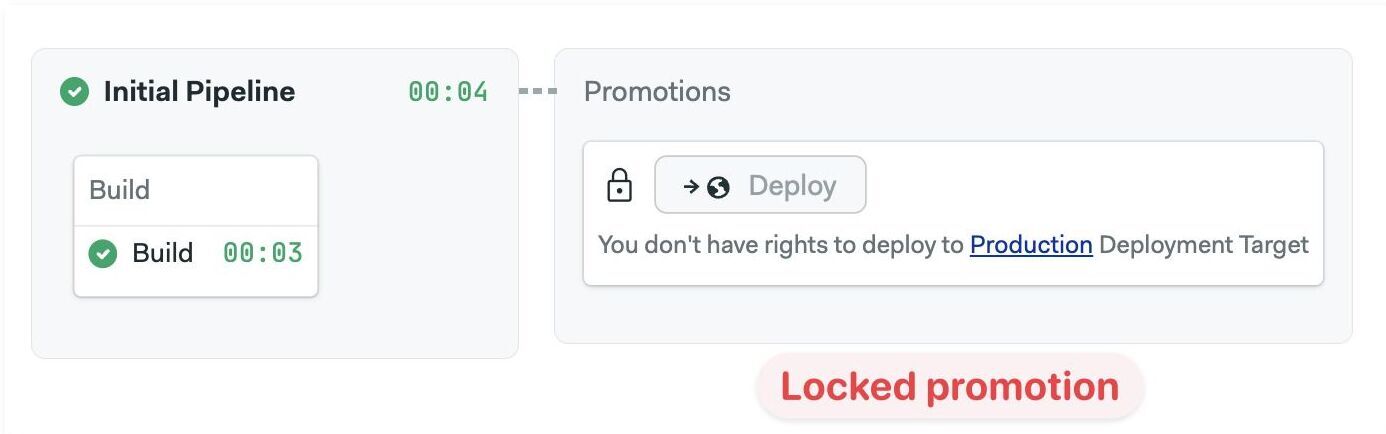 Initial Pipeline 00:04
Build
Build 00:03
Promotions
Deploy
You don't have rights to deploy to Production Deployment Target
Locked promotion